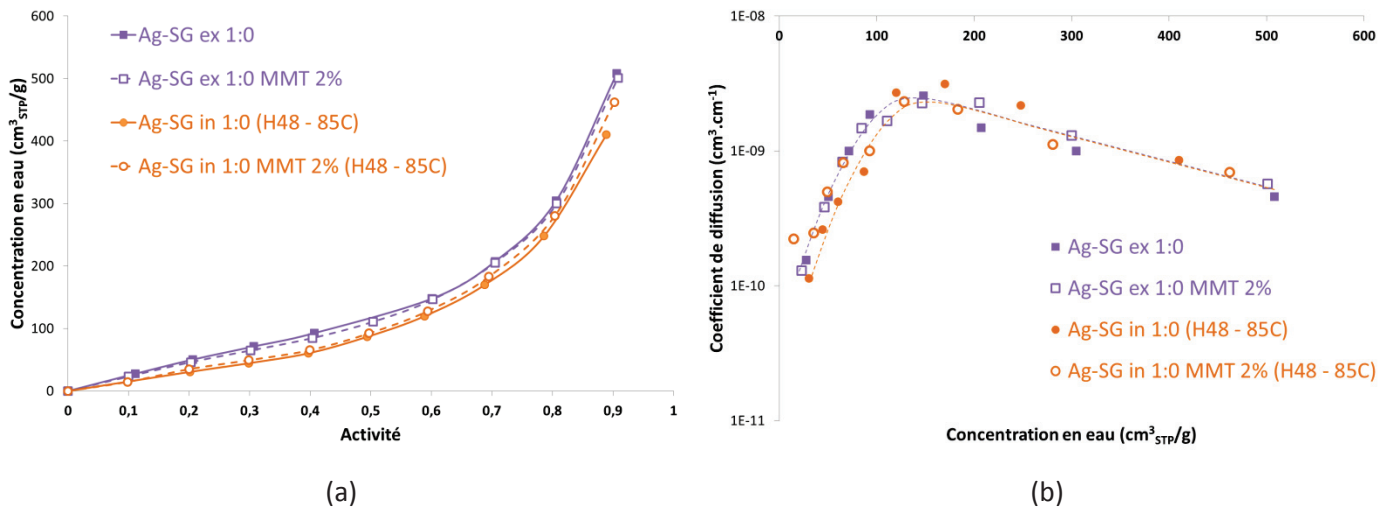 600
500
400
300
200
100
0
Concentration en eau (cm³STP/g)
Ag-SG ex 1:0
Ag-SG ex 1:0 MMT 2%
Ag-SG in 1:0 (H48 - 85C)
Ag-SG in 1:0 MMT 2% (H48 - 85C)
0 0,1 0,2 0,3 0,4 0,5 0,6 0,7 0,8 0,9 1
Activité
(a)
1E-08
1E-09
1E-10
1E-11
0 100 200 300 400 500 600
Coefficient de diffusion (cm³.cm⁻¹)
Ag-SG ex 1:0
Ag-SG ex 1:0 MMT 2%
Ag-SG in 1:0 (H48 - 85C)
Ag-SG in 1:0 MMT 2% (H48 - 85C)
Concentration en eau (cm³STP/g)
(b)